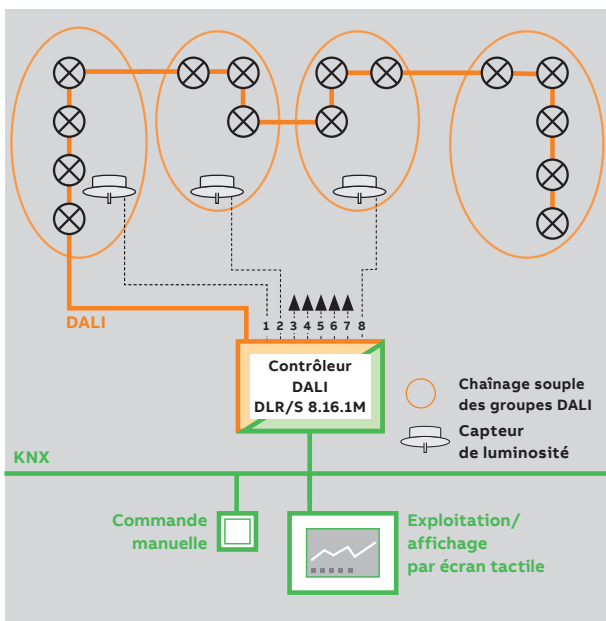 DALI
1 2 3 4 5 6 7 8
Contrôleur
DALI
DLR/S 8.16.1M
Chaînage souple
des groupes DALI
Capteur
de luminosité
KNX
Commande
manuelle
Exploitation/
affichage
par écran tactile